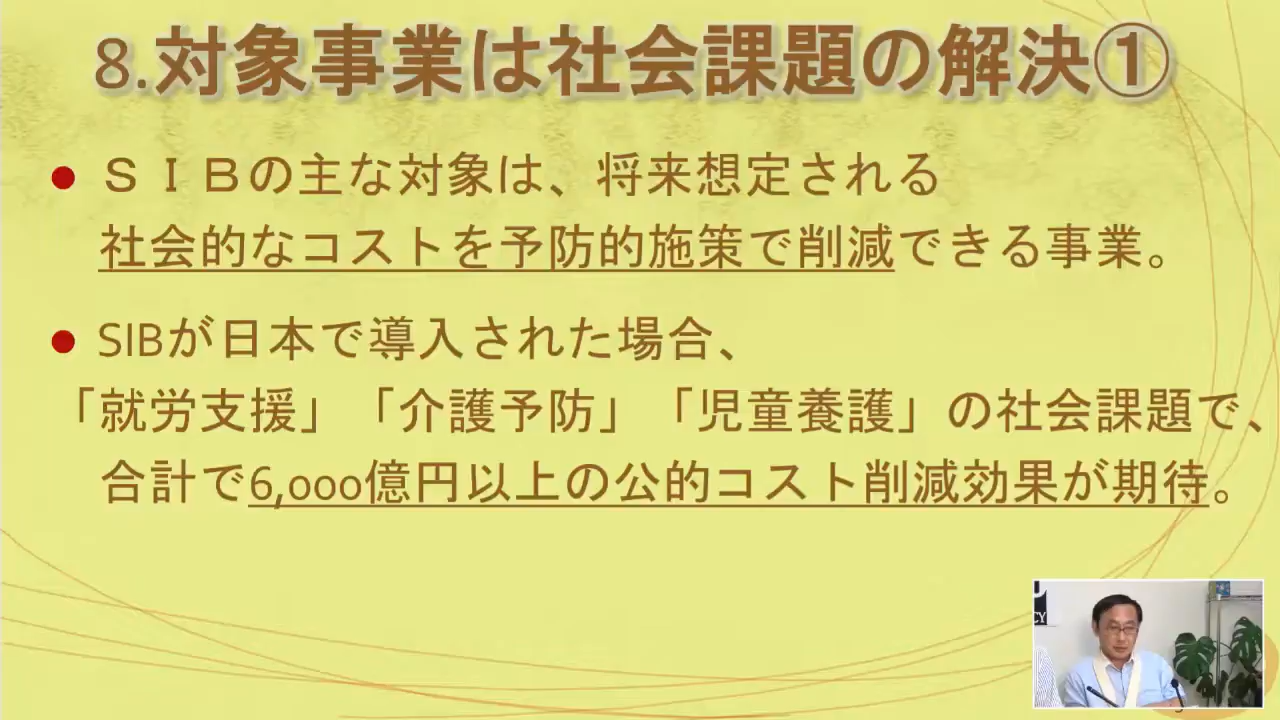 8.対象事業は社会課題の解決①
● ＳＩＢの主な対象は、将来想定される
社会的なコストを予防的施策で削減できる事業。
● SIBが日本で導入された場合、
「就労支援」「介護予防」「児童養護」の社会課題で、
合計で6,000億円以上の公的コスト削減効果が期待。
CY